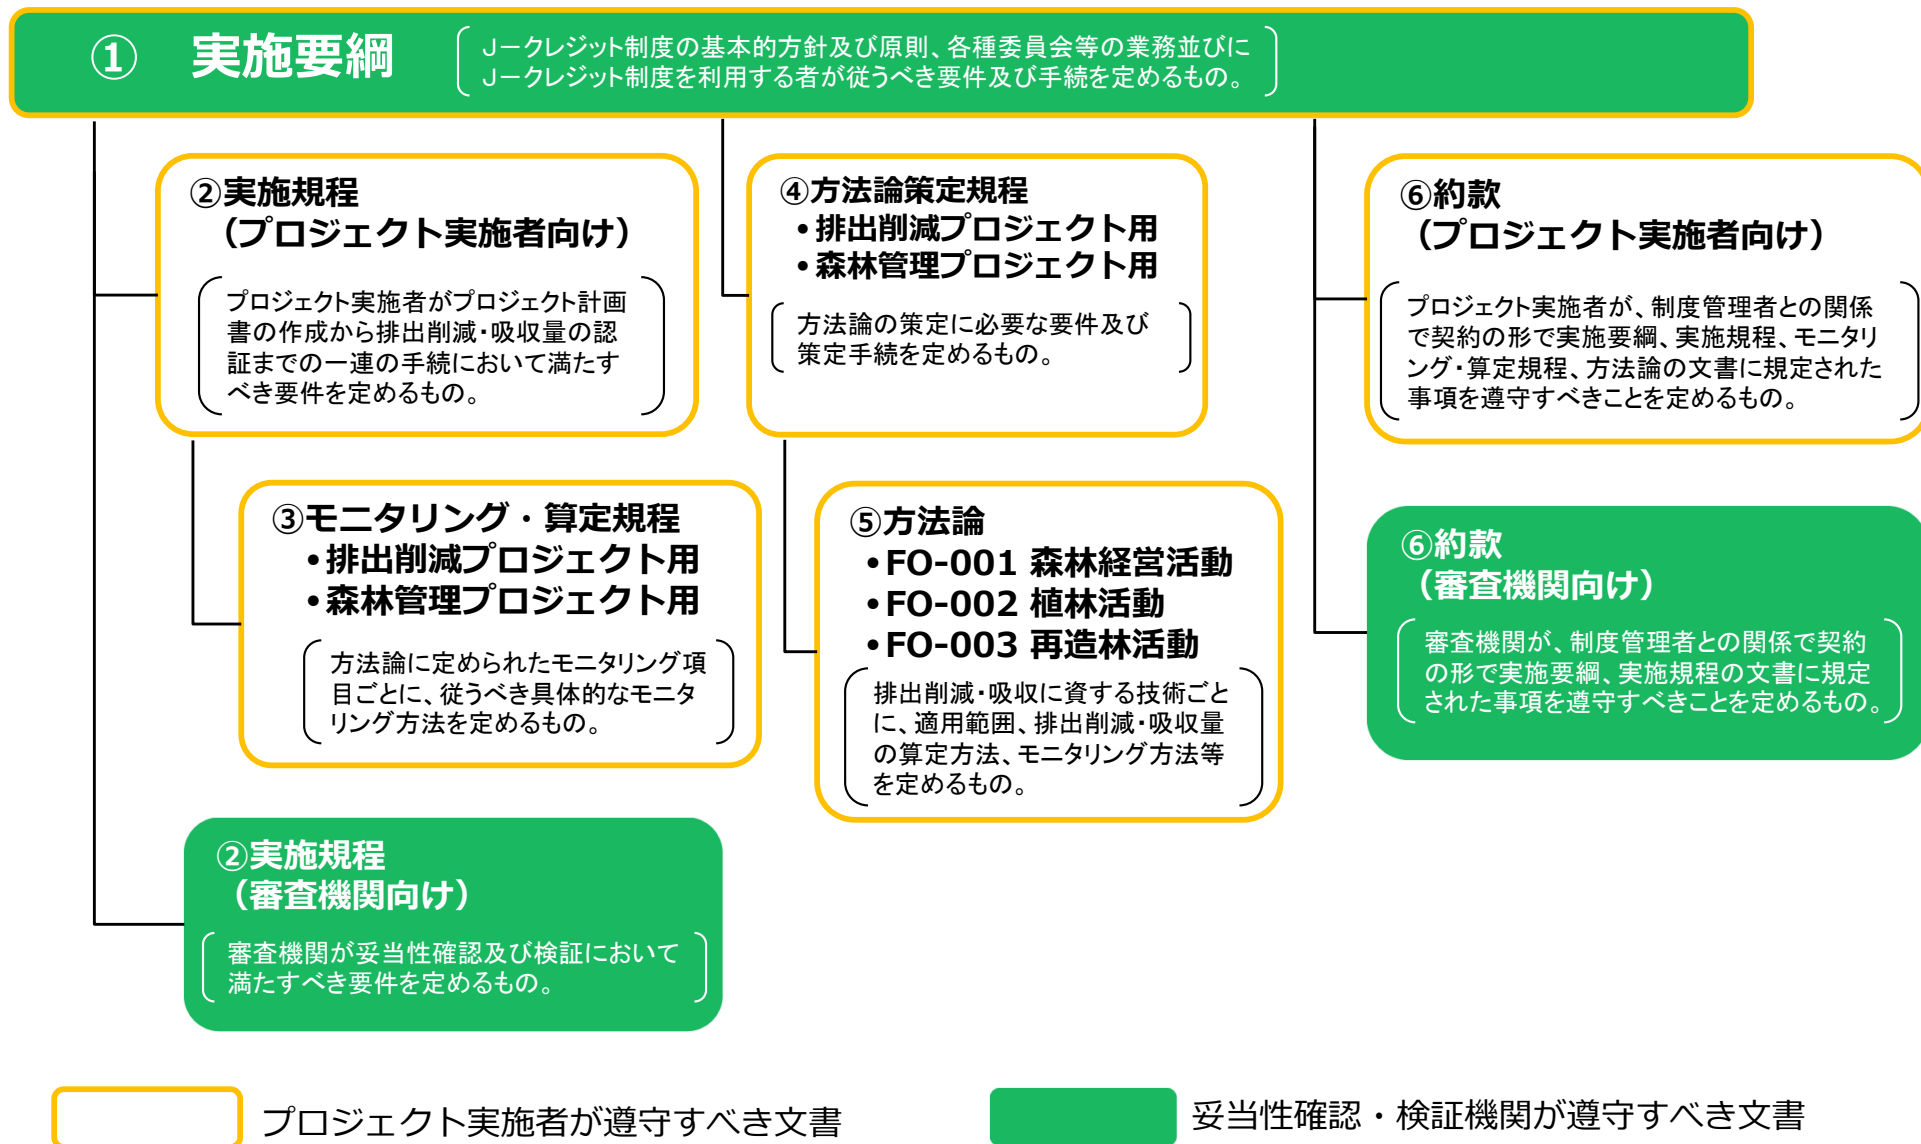 ① 実施要綱
J－クレジット制度の基本的方針及び原則、各種委員会等の業務並びに
J－クレジット制度を利用する者が従うべき要件及び手続を定めるもの。
②実施規程
（プロジェクト実施者向け）
プロジェクト実施者がプロジェクト計画
書の作成から排出削減・吸収量の認
証までの一連の手続において満たす
べき要件を定めるもの。
③モニタリング・算定規程
•排出削減プロジェクト用
•森林管理プロジェクト用
方法論に定められたモニタリング項
目ごとに、従うべき具体的なモニタ
リング方法を定めるもの。
②実施規程
（審査機関向け）
審査機関が妥当性確認及び検証において
満たすべき要件を定めるもの。
④方法論策定規程
•排出削減プロジェクト用
•森林管理プロジェクト用
方法論の策定に必要な要件及び
策定手続を定めるもの。
⑤方法論
•FO-001 森林経営活動
•FO-002 植林活動
•FO-003 再造林活動
排出削減・吸収に資する技術ごと
に、適用範囲、排出削減・吸収量
の算定方法、モニタリング方法等
を定めるもの。
⑥約款
（プロジェクト実施者向け）
プロジェクト実施者が、制度管理者との関係
で契約の形で実施要綱、実施規程、モニタリ
ング・算定規程、方法論の文書に規定された
事項を遵守すべきことを定めるもの。
⑥約款
（審査機関向け）
審査機関が、制度管理者との関係で契約
の形で実施要綱、実施規程の文書に規定
された事項を遵守すべきことを定めるもの。
プロジェクト実施者が遵守すべき文書
妥当性確認・検証機関が遵守すべき文書